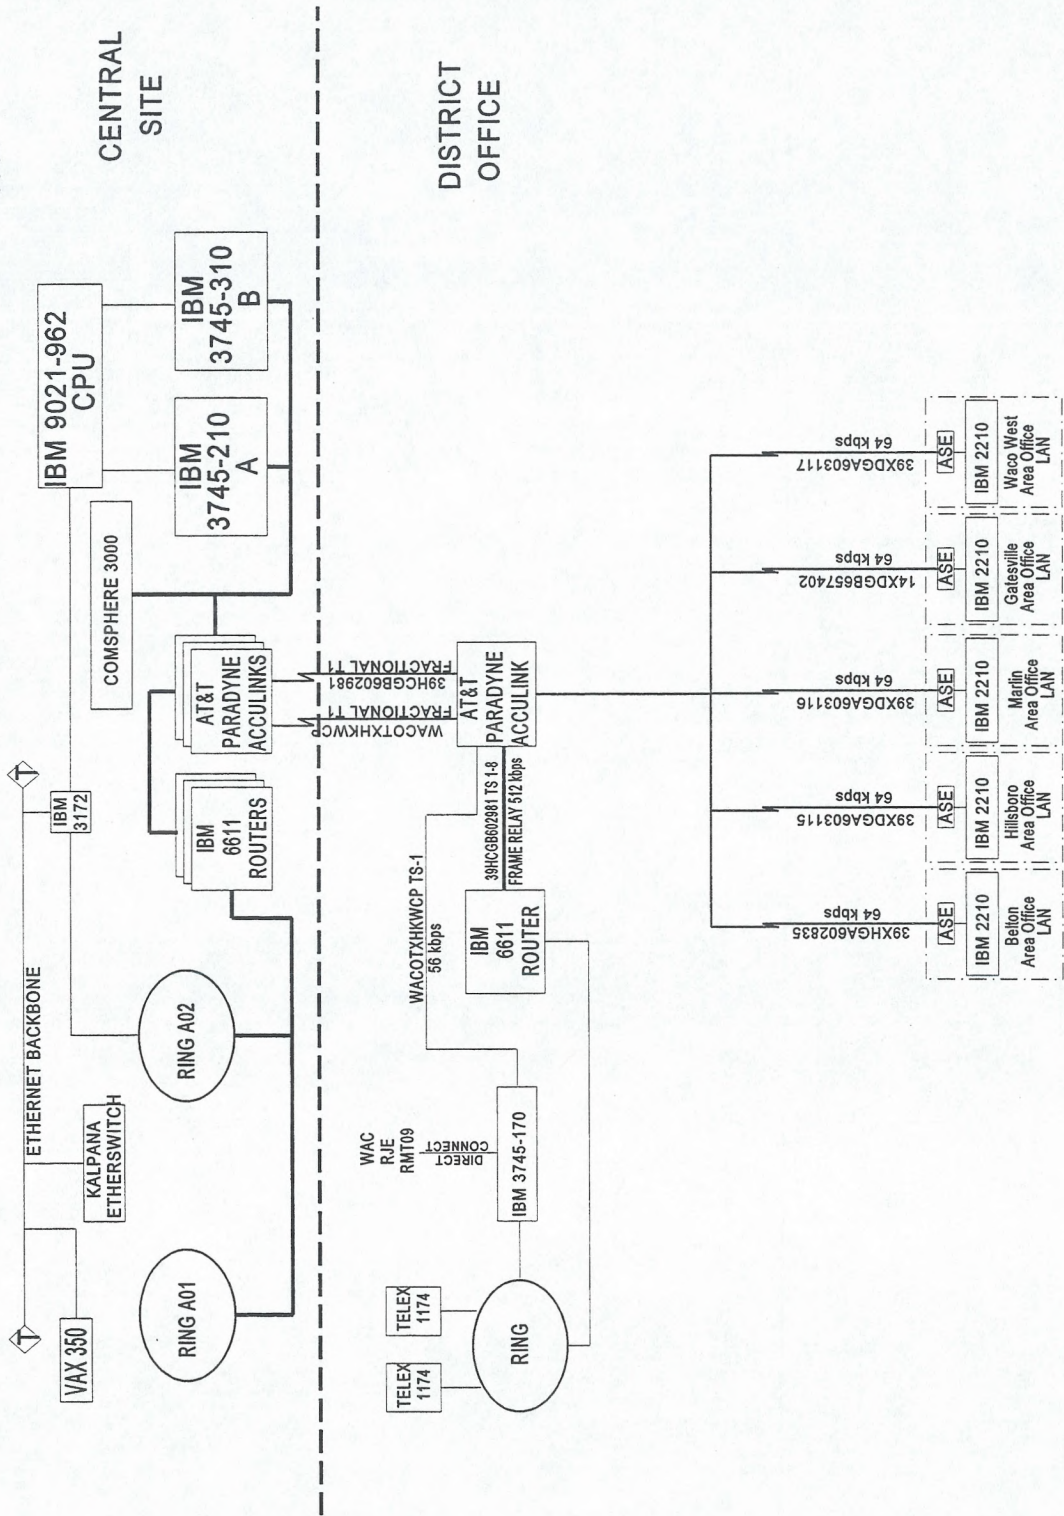 CENTRAL
SITE
IBM 9021-962
CPU
IBM
3745-310
B
IBM
3745-210
A
COMSPHERE 3000
AT&T
PARADYNE
ACCULINKS
IBM
6611
ROUTERS
T
IBM
3172
ETHERNET BACKBONE
KALPANA
ETHERSWITCH
RING A02
RING A01
T
VAX 350
DISTRICT
OFFICE
39HCGB602981
FRACTIONAL T1
WACOTXHKWCP
FRACTIONAL T1
AT&T
PARADYNE
ACCULINK
39HCGB602981 TS 1-8
FRAME RELAY 512 kbps
WACOTXHKWCP TS-1
56 kbps
IBM
6611
ROUTER
WAC
RJE
RMT09
DIRECT
CONNECT
IBM 3745-170
TELEX
1174
TELEX
1174
RING
39XHGA602835
64 kbps
ASE
IBM 2210
Belton
Area Office
LAN
39XDGA603115
64 kbps
ASE
IBM 2210
Hillsboro
Area Office
LAN
39XDGA603116
64 kbps
ASE
IBM 2210
Marlin
Area Office
LAN
14XDGB657402
64 kbps
ASE
IBM 2210
Gatesville
Area Office
LAN
39XDGA603117
64 kbps
ASE
IBM 2210
Waco West
Area Office
LAN